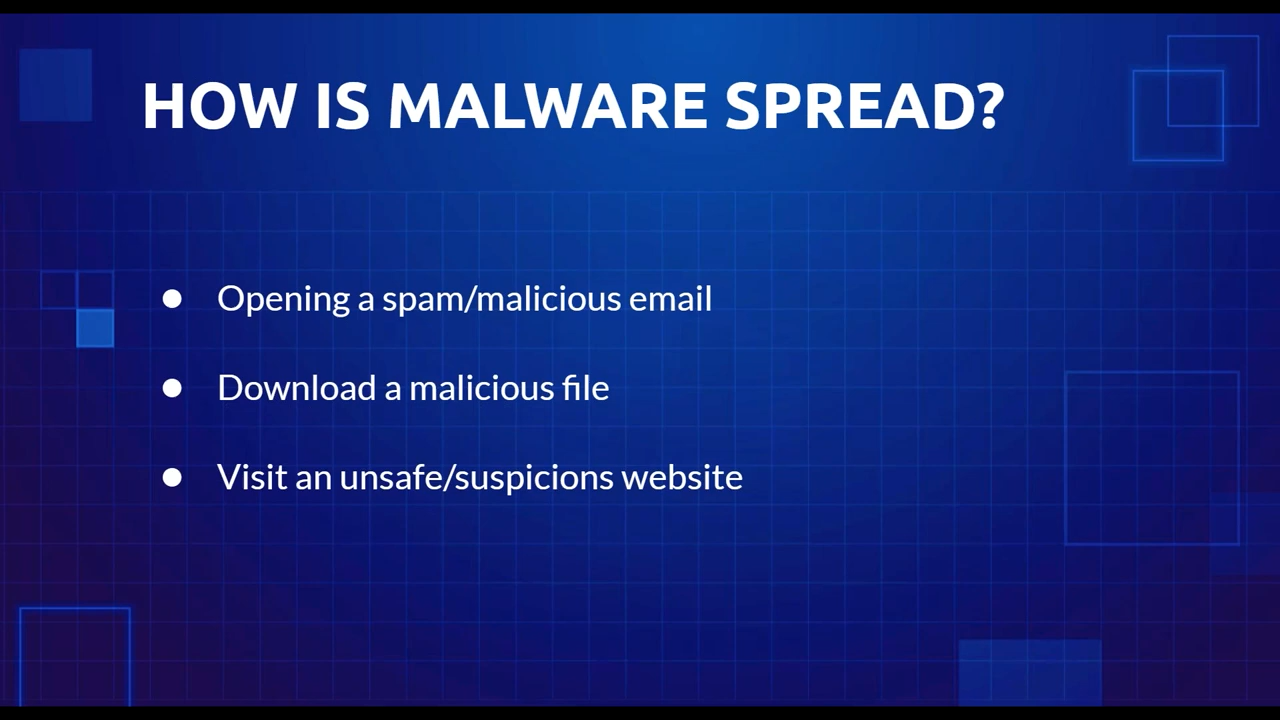 HOW IS MALWARE SPREAD?
● Opening a spam/malicious email
● Download a malicious file
● Visit an unsafe/suspicions website